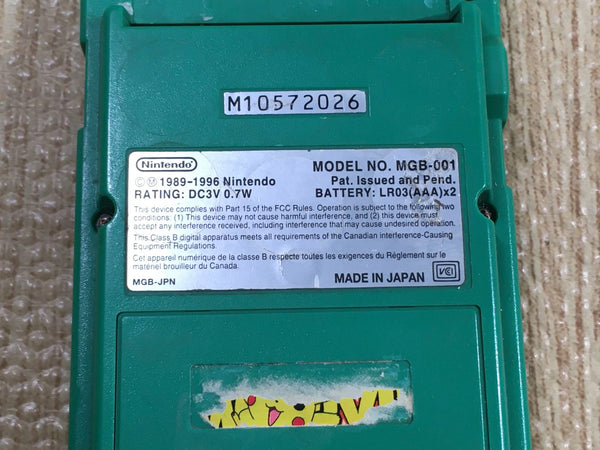 M10572026
Nintendo
©Ⓜ 1989-1996 Nintendo
RATING: DC3V 0.7W
MODEL NO. MGB-001
Pat. Issued and Pend.
BATTERY: LR03(AAA)x2
This device complies with Part 15 of the FCC Rules. Operation is subject to the following two
conditions. (1) This device may not cause harmful interference, and (2) this device must
accept any interference received, including interference that may cause undesired operation.
This Class B digital apparatus meets all requirements of the Canadian Interference-Causing
Equipment Regulations.
Cet appareil numérique de la classe B respecte toutes les exigences du Règlement sur le
matériel brouilleur du Canada.
MGB-JPN
MADE IN JAPAN
VCI